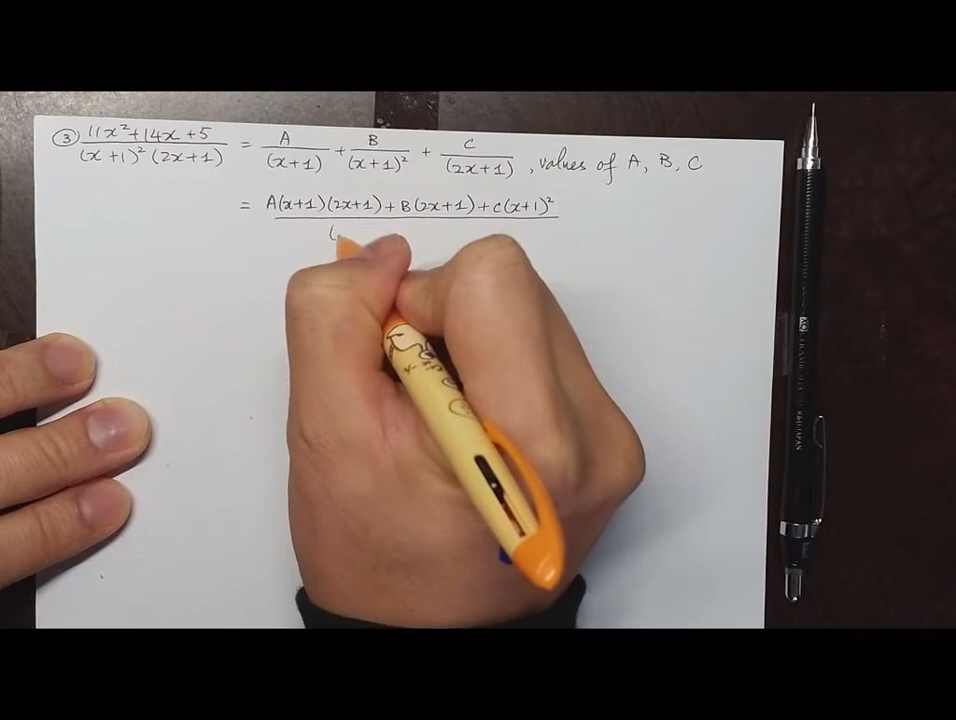 ③ 11x²+14x+5 / (x+1)²(2x+1) = A/(x+1) + B/(x+1)² + C/(2x+1), values of A, B, C
= A(x+1)(2x+1)+B(2x+1)+C(x+1)²
(